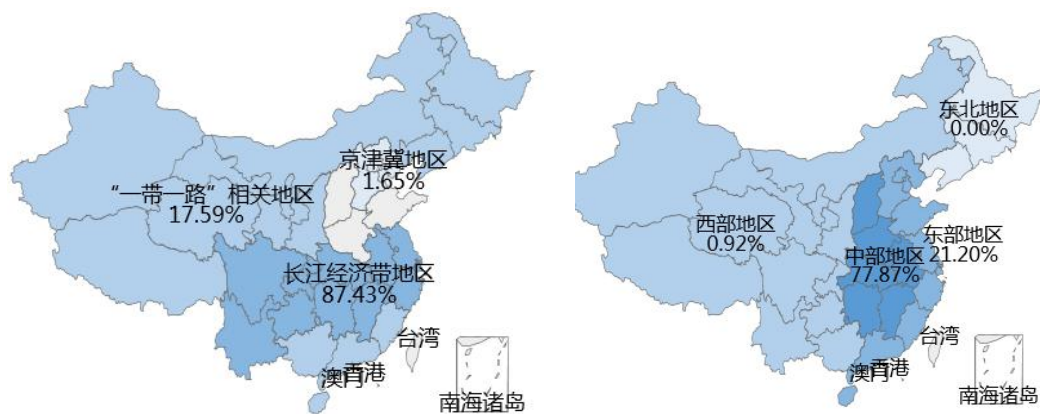 京津冀地区
1.65%
“一带一路”相关地区
17.59%
长江经济带地区
87.43%
台湾
香港
澳门
南海诸岛
东北地区
0.00%
西部地区
0.92%
东部地区
21.20%
中部地区
77.87%
台湾
香港
澳门
南海诸岛